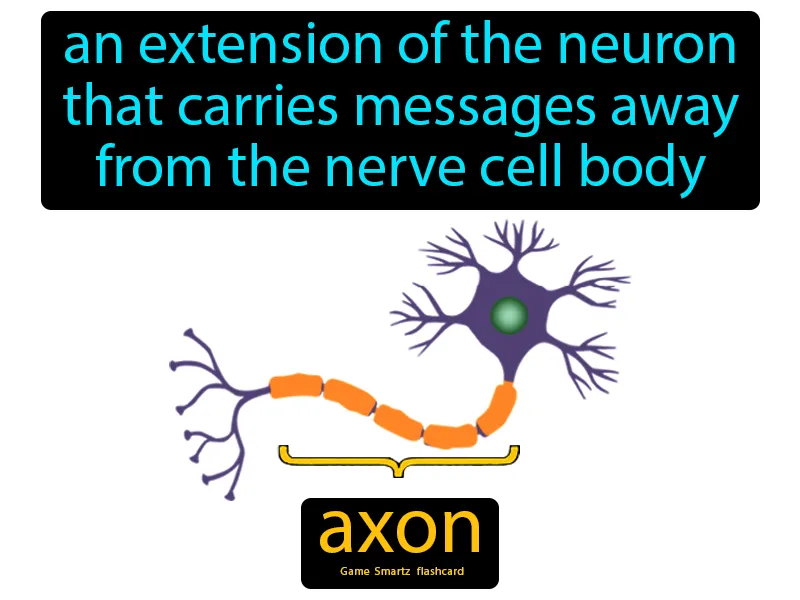 an extension of the neuron
that carries messages away
from the nerve cell body
axon
Game Smartz flashcard